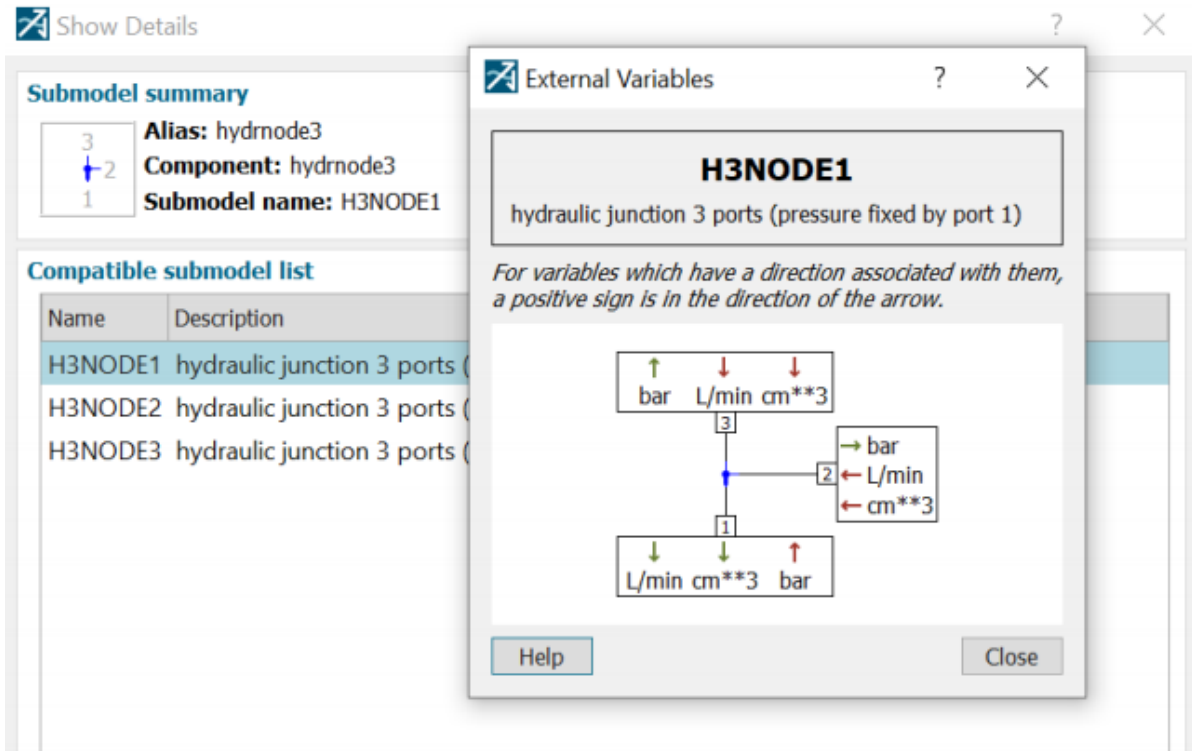 Show Details
?
Submodel summary
3
2
1
Alias: hydrnode3
Component: hydrnode3
Submodel name: H3NODE1
Compatible submodel list
Name Description
H3NODE1 hydraulic junction 3 ports (
H3NODE2 hydraulic junction 3 ports (
H3NODE3 hydraulic junction 3 ports (
External Variables
?
H3NODE1
hydraulic junction 3 ports (pressure fixed by port 1)
For variables which have a direction associated with them,
a positive sign is in the direction of the arrow.
bar L/min cm**3
3
bar
2 L/min
cm**3
1
L/min cm**3 bar
Help
Close